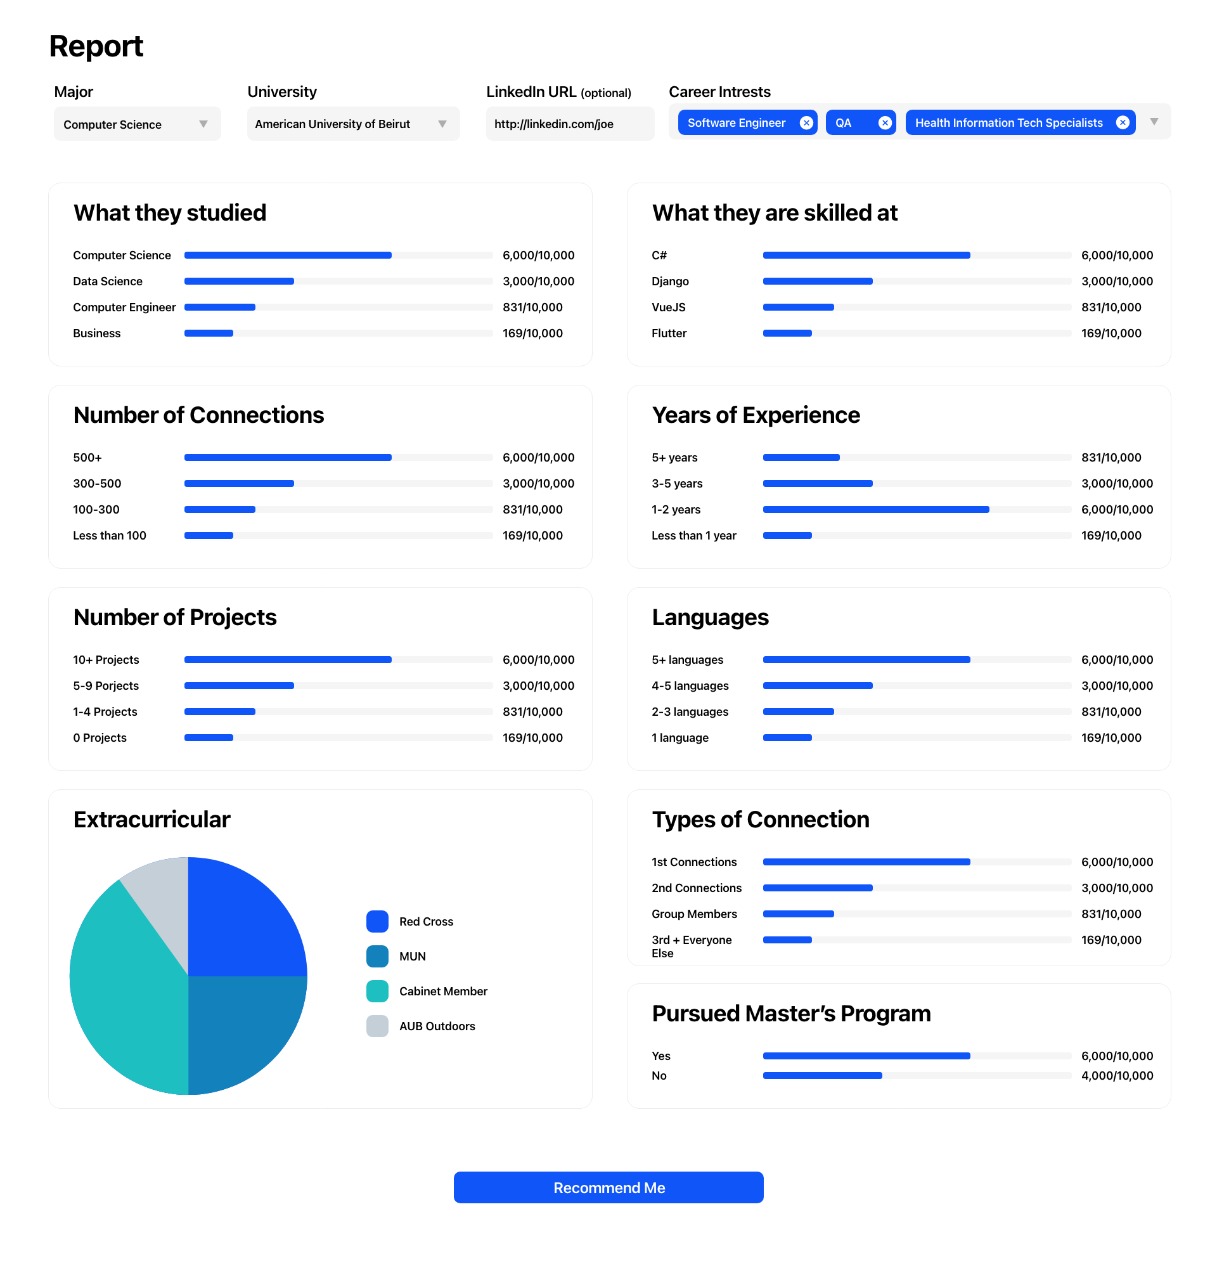 Report
Major
University
LinkedIn URL (optional)
Career Intrests
Computer Science
American University of Beirut
http://linkedin.com/joe
Software Engineer
QA
Health Information Tech Specialists
What they studied
Computer Science 6,000/10,000
Data Science 3,000/10,000
Computer Engineer 831/10,000
Business 169/10,000
What they are skilled at
C# 6,000/10,000
Django 3,000/10,000
VueJS 831/10,000
Flutter 169/10,000
Number of Connections
500+ 6,000/10,000
300-500 3,000/10,000
100-300 831/10,000
Less than 100 169/10,000
Years of Experience
5+ years 831/10,000
3-5 years 3,000/10,000
1-2 years 6,000/10,000
Less than 1 year 169/10,000
Number of Projects
10+ Projects 6,000/10,000
5-9 Porjects 3,000/10,000
1-4 Projects 831/10,000
0 Projects 169/10,000
Languages
5+ languages 6,000/10,000
4-5 languages 3,000/10,000
2-3 languages 831/10,000
1 language 169/10,000
Extracurricular
Red Cross
MUN
Cabinet Member
AUB Outdoors
Types of Connection
1st Connections 6,000/10,000
2nd Connections 3,000/10,000
Group Members 831/10,000
3rd + Everyone 169/10,000
Else
Pursued Master's Program
Yes 6,000/10,000
No 4,000/10,000
Recommend Me